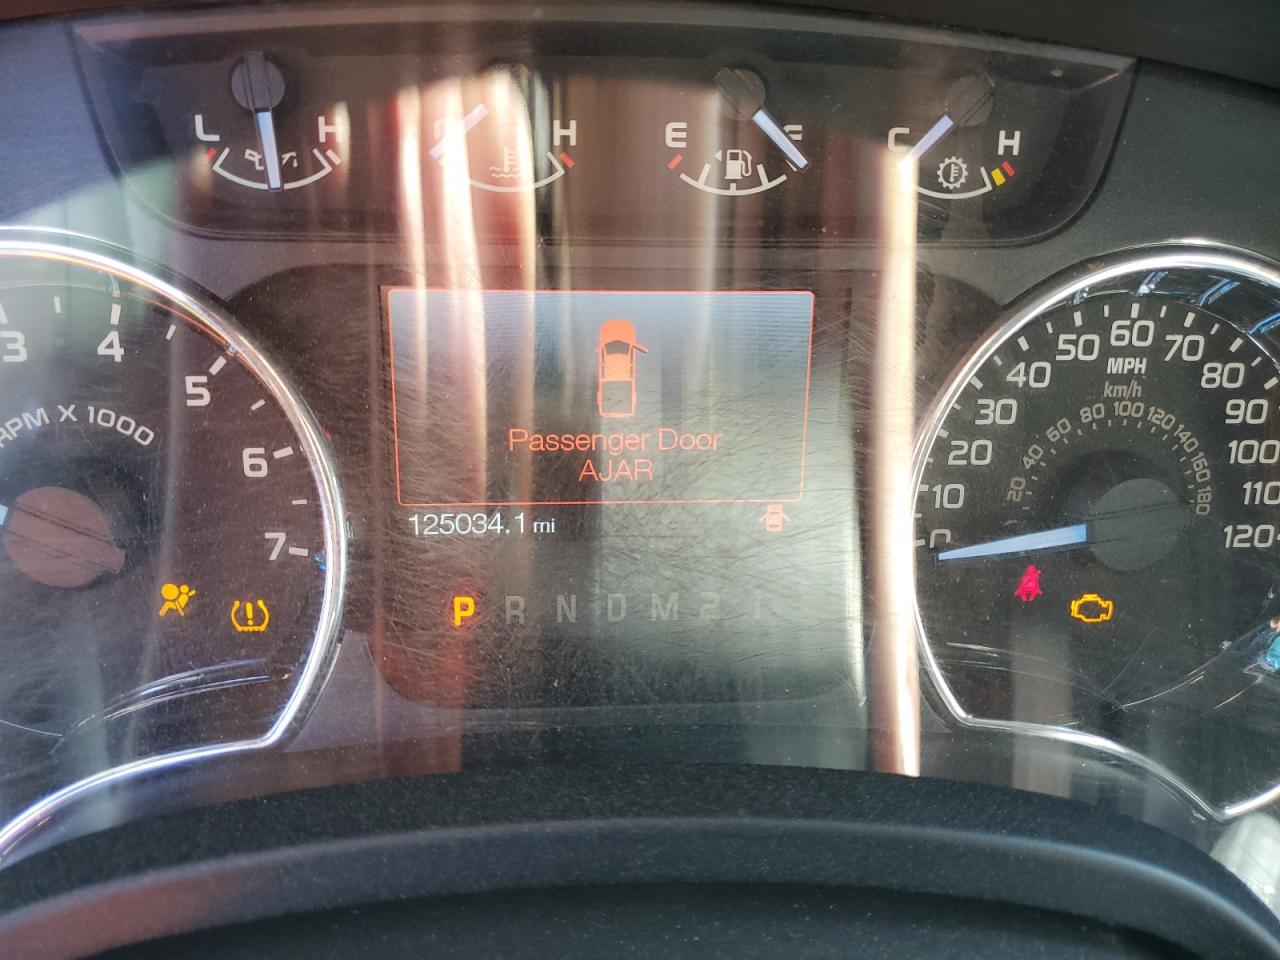 L H
H
E F
C H
3 4 5 6 7
RPM X 1000
Passenger Door
AJAR
125034.1 mi
P R N D M 2
0 10 20 30 40 50 60 70 80 90 100 110 120
MPH
km/h
20 40 60 80 100 120 140 160 180